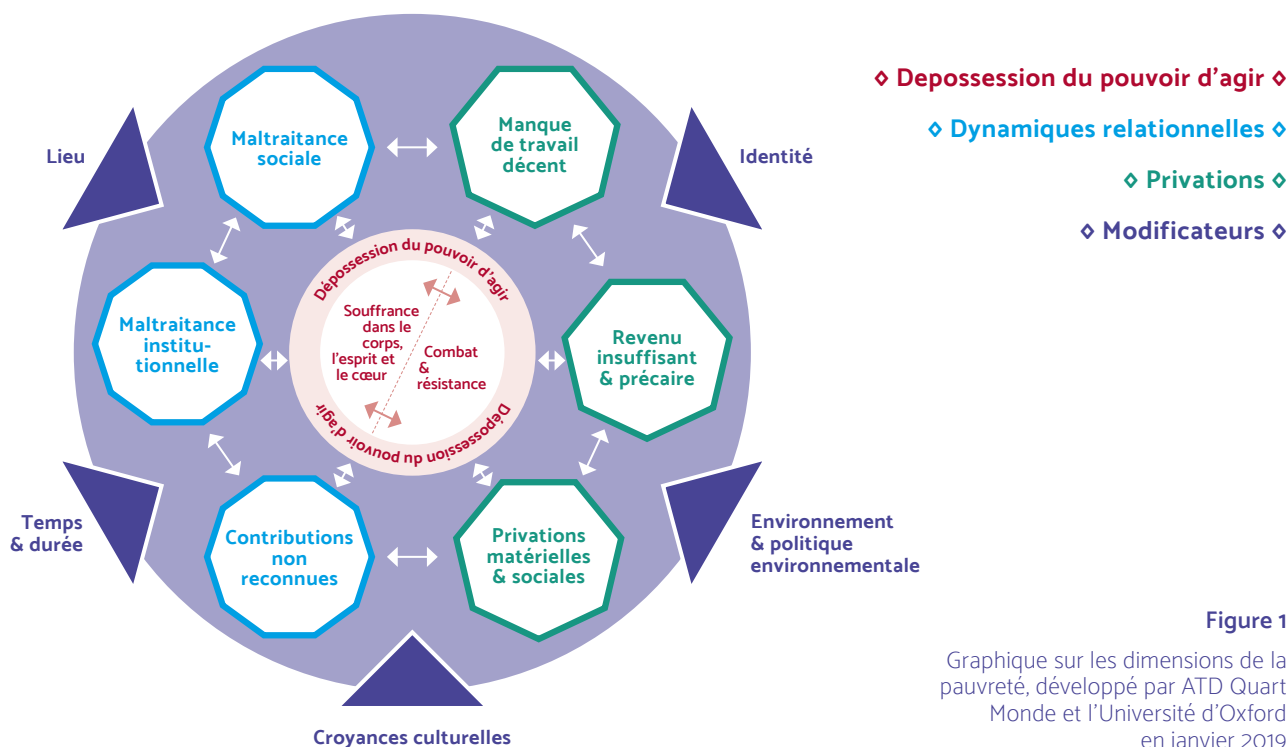 Lieu
Maltraitance
sociale
Manque
de travail
décent
Identité
Maltraitance
institu-
tionnelle
Dépossession du pouvoir d'agir
Souffrance
dans le
corps,
l'esprit et
le cœur
Combat
&
résistance
Dépossession du pouvoir d'agir
Revenu
insuffisant
& précaire
Temps
& durée
Contributions
non
reconnues
Privations
matérielles
& sociales
Environnement
& politique
environnementale
Croyances culturelles
◊ Depossession du pouvoir d'agir ◊
◊ Dynamiques relationnelles ◊
◊ Privations ◊
◊ Modificateurs ◊
Figure 1
Graphique sur les dimensions de la
pauvreté, développé par ATD Quart
Monde et l'Université d'Oxford
en janvier 2019